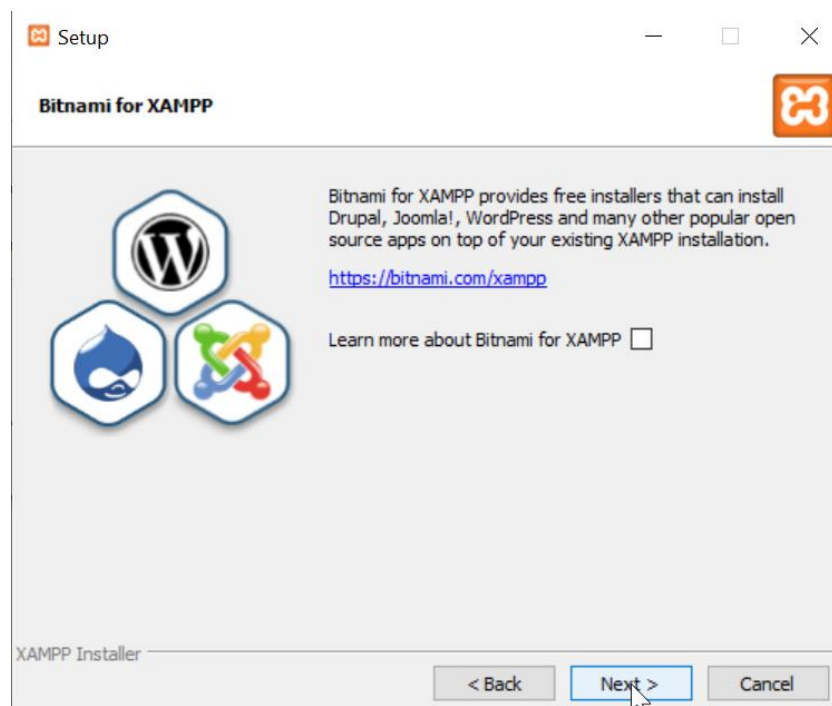 Setup
Bitnami for XAMPP
Bitnami for XAMPP provides free installers that can install
Drupal, Joomla!, WordPress and many other popular open
source apps on top of your existing XAMPP installation.
https://bitnami.com/xampp
Learn more about Bitnami for XAMPP
XAMPP Installer
< Back Next > Cancel